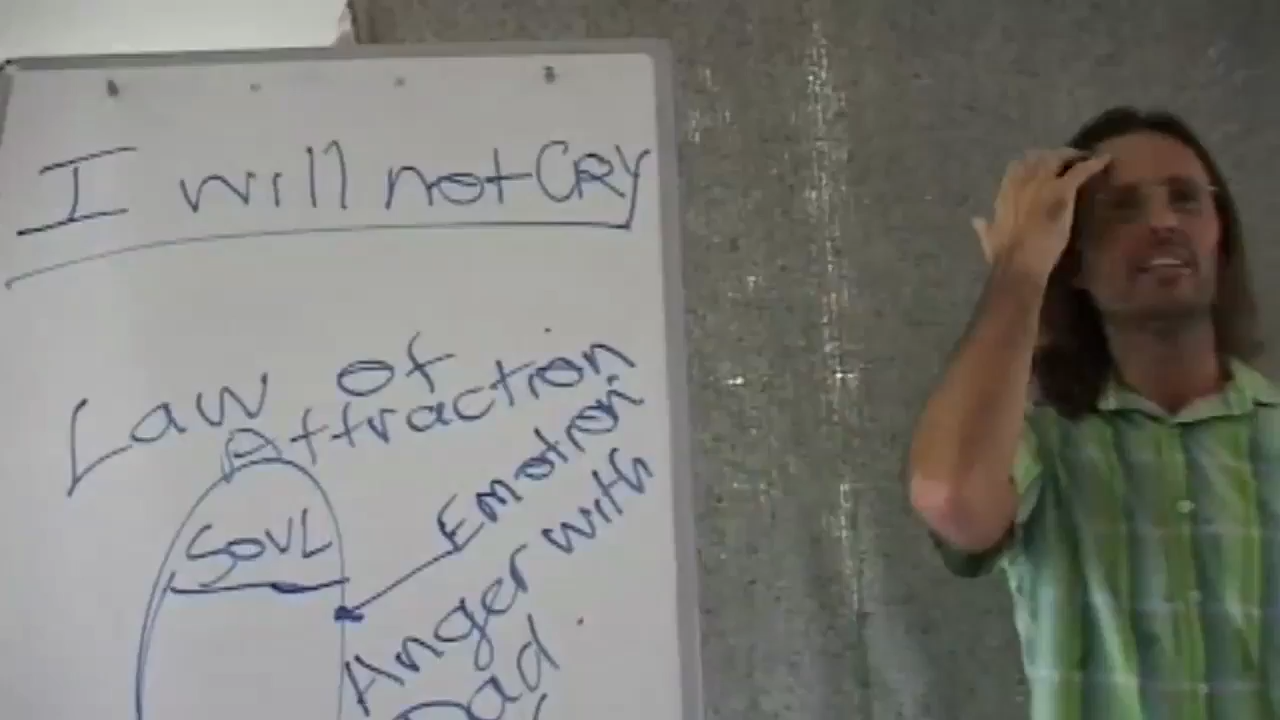 I will not CRY
Law of
Attraction
SOUL
Emotion
Anger with
Dad